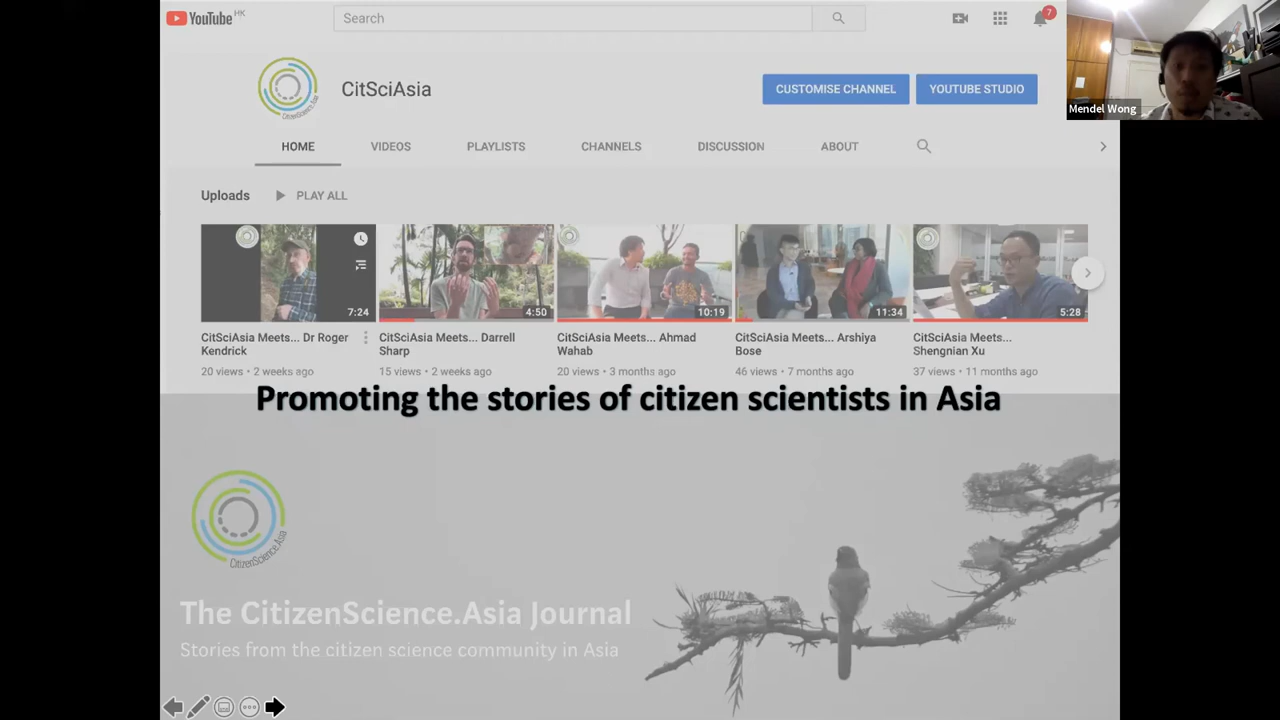 YouTube HK
Search
7
CitizenScience.Asia
CitSciAsia
CUSTOMISE CHANNEL
YOUTUBE STUDIO
Mendel Wong
HOME
VIDEOS
PLAYLISTS
CHANNELS
DISCUSSION
ABOUT
Uploads
PLAY ALL
7:24
4:50
10:19
11:34
5:28
CitSciAsia Meets... Dr Roger
Kendrick
20 views • 2 weeks ago
CitSciAsia Meets... Darrell
Sharp
15 views • 2 weeks ago
CitSciAsia Meets... Ahmad
Wahab
20 views • 3 months ago
CitSciAsia Meets... Arshiya
Bose
46 views • 7 months ago
CitSciAsia Meets...
Shengnian Xu
37 views • 11 months ago
Promoting the stories of citizen scientists in Asia
CitizenScience.Asia
The CitizenScience.Asia Journal
Stories from the citizen science community in Asia